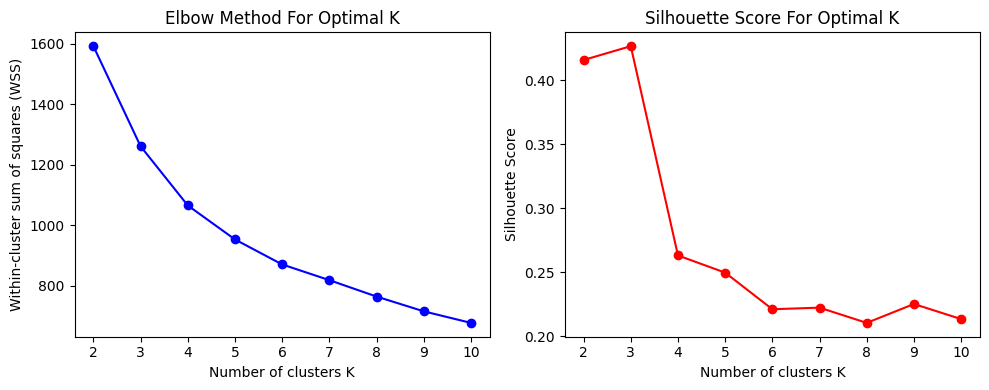 Elbow Method For Optimal K
Within-cluster sum of squares (WSS)
1600
1400
1200
1000
800
2 3 4 5 6 7 8 9 10
Number of clusters K
Silhouette Score For Optimal K
Silhouette Score
0.40
0.35
0.30
0.25
0.20
2 3 4 5 6 7 8 9 10
Number of clusters K